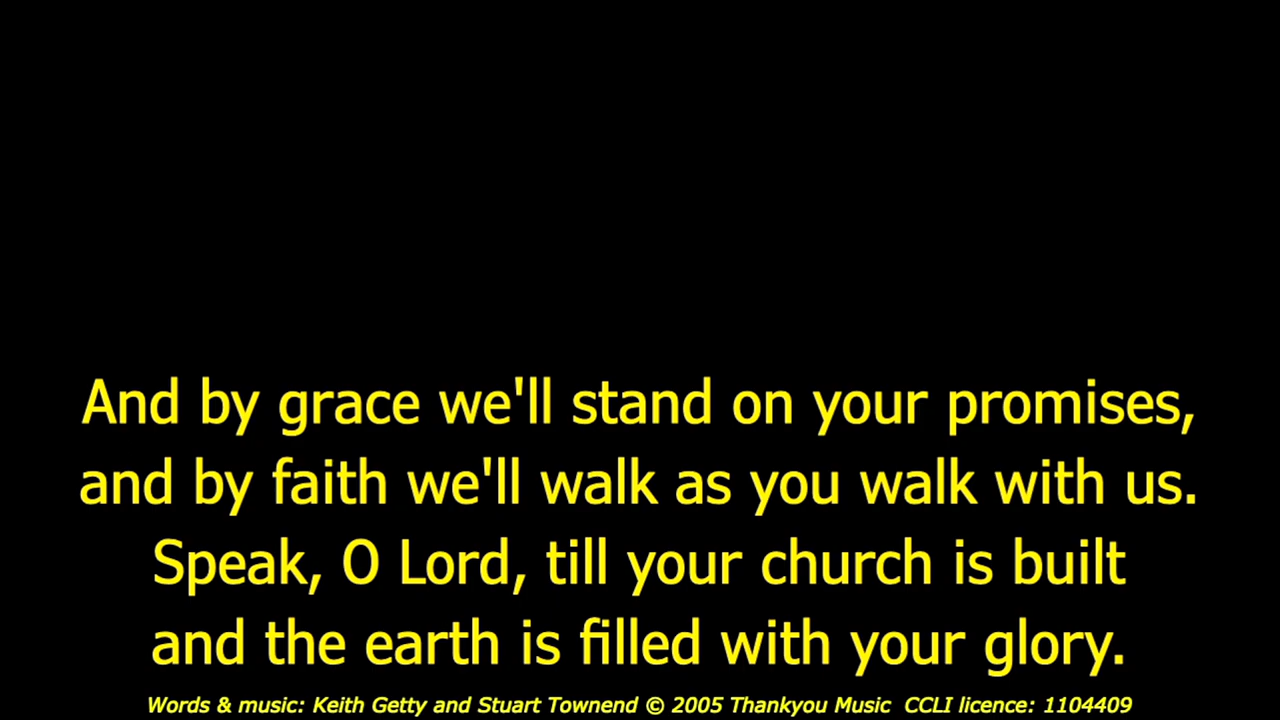 And by grace we'll stand on your promises,
and by faith we'll walk as you walk with us.
Speak, O Lord, till your church is built
and the earth is filled with your glory.
Words & music: Keith Getty and Stuart Townend © 2005 Thankyou Music  CCLI licence: 1104409